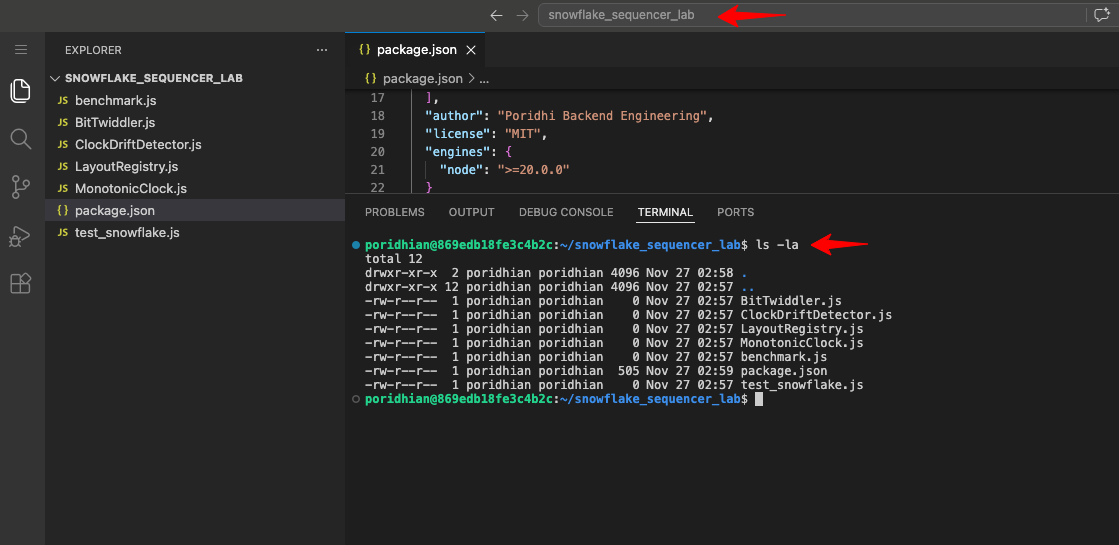 snowflake_sequencer_lab
EXPLORER
...
SNOWFLAKE_SEQUENCER_LAB
JS benchmark.js
JS BitTwiddler.js
JS ClockDriftDetector.js
JS LayoutRegistry.js
JS MonotonicClock.js
{} package.json
JS test_snowflake.js
{} package.json
{} package.json > ...
17 ],
18 "author": "Poridhi Backend Engineering",
19 "license": "MIT",
20 "engines": {
21 "node": ">=20.0.0"
22 }
PROBLEMS OUTPUT DEBUG CONSOLE TERMINAL PORTS
poridhian@869edb18fe3c4b2c:~/snowflake_sequencer_lab$ ls -la
total 12
drwxr-xr-x 2 poridhian poridhian 4096 Nov 27 02:58 .
drwxr-xr-x 12 poridhian poridhian 4096 Nov 27 02:57 ..
-rw-r--r-- 1 poridhian poridhian 0 Nov 27 02:57 BitTwiddler.js
-rw-r--r-- 1 poridhian poridhian 0 Nov 27 02:57 ClockDriftDetector.js
-rw-r--r-- 1 poridhian poridhian 0 Nov 27 02:57 LayoutRegistry.js
-rw-r--r-- 1 poridhian poridhian 0 Nov 27 02:57 MonotonicClock.js
-rw-r--r-- 1 poridhian poridhian 0 Nov 27 02:57 benchmark.js
-rw-r--r-- 1 poridhian poridhian 505 Nov 27 02:59 package.json
-rw-r--r-- 1 poridhian poridhian 0 Nov 27 02:57 test_snowflake.js
poridhian@869edb18fe3c4b2c:~/snowflake_sequencer_lab$